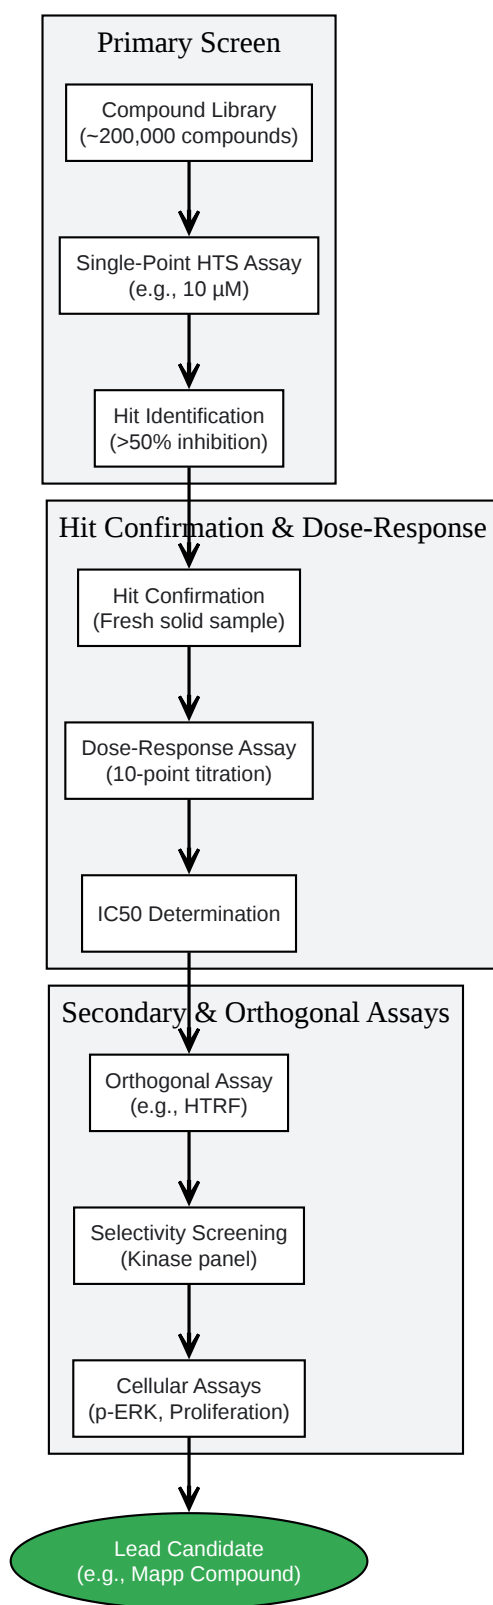 Primary Screen
Compound Library
(~200,000 compounds)
Single-Point HTS Assay
(e.g., 10 µM)
Hit Identification
(>50% inhibition)
Hit Confirmation & Dose-Response
Hit Confirmation
(Fresh solid sample)
Dose-Response Assay
(10-point titration)
IC50 Determination
Secondary & Orthogonal Assays
Orthogonal Assay
(e.g., HTRF)
Selectivity Screening
(Kinase panel)
Cellular Assays
(p-ERK, Proliferation)
Lead Candidate
(e.g., Mapp Compound)